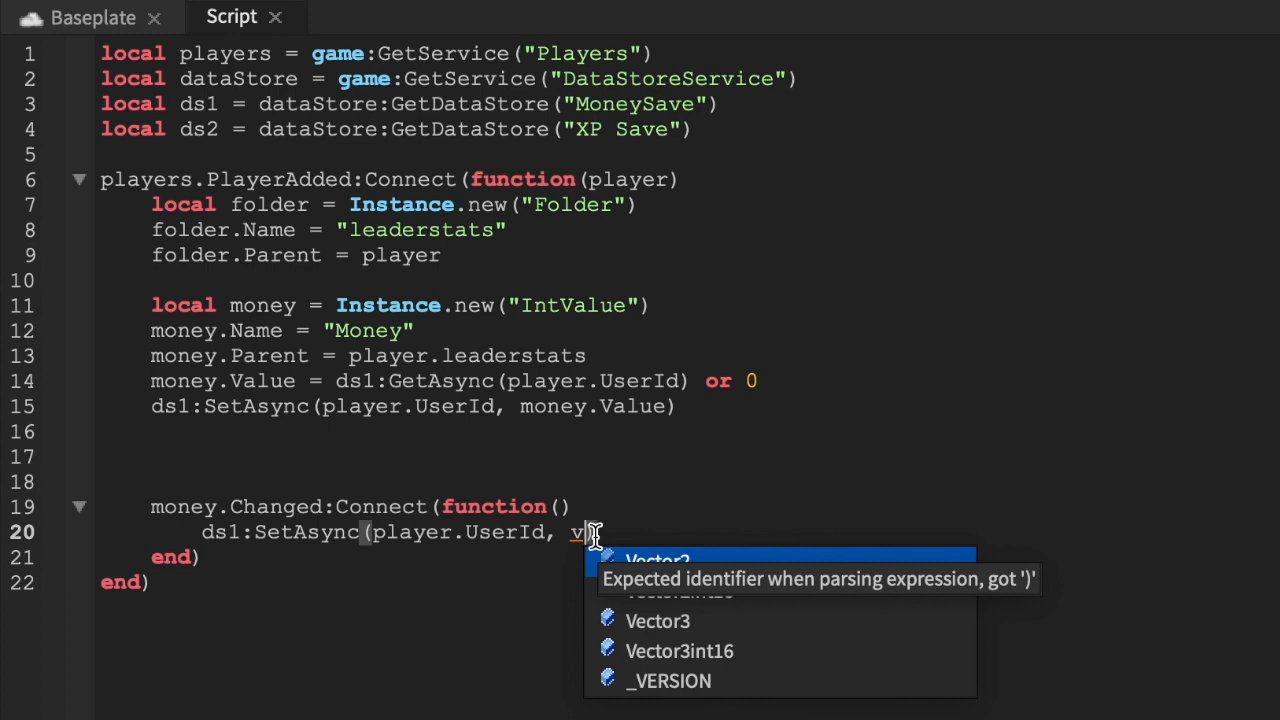 Baseplate × Script ×
1 local players = game:GetService("Players")
2 local dataStore = game:GetService("DataStoreService")
3 local ds1 = dataStore:GetDataStore("MoneySave")
4 local ds2 = dataStore:GetDataStore("XP Save")
5
6 players.PlayerAdded:Connect(function(player)
7 local folder = Instance.new("Folder")
8 folder.Name = "leaderstats"
9 folder.Parent = player
10
11 local money = Instance.new("IntValue")
12 money.Name = "Money"
13 money.Parent = player.leaderstats
14 money.Value = ds1:GetAsync(player.UserId) or 0
15 ds1:SetAsync(player.UserId, money.Value)
16
17
18
19 money.Changed:Connect(function()
20 ds1:SetAsync(player.UserId, v)
21 end)
22 end)
Vector2
Expected identifier when parsing expression, got ')'
Vector3
Vector3int16
_VERSION